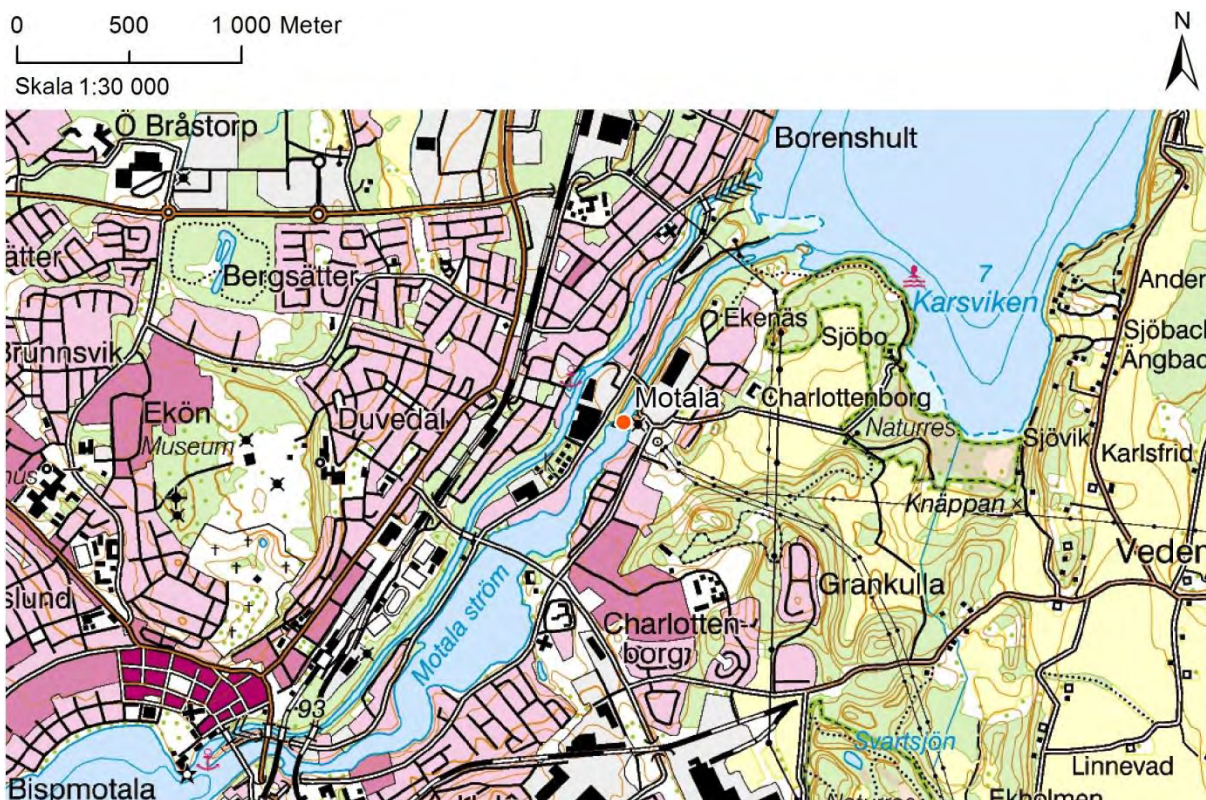 0 500 1 000 Meter
Skala 1:30 000
N
Ö Bråstorp
Borenshult
ätter
Bergsätter
7
Karsviken
Ander
Ekenäs
Sjöbo
Sjöbac
Ängbac
Brunnsvik
Motala
Charlottenborg
Ekön
Museum
Duvedal
Naturres
Sjövik
Karlsfrid
Knäppan
Veder
slund
Motala ström
Grankulla
Charlotten-
borg
93
Svartsjön
Linnevad
Bispmotala
Ekholmen